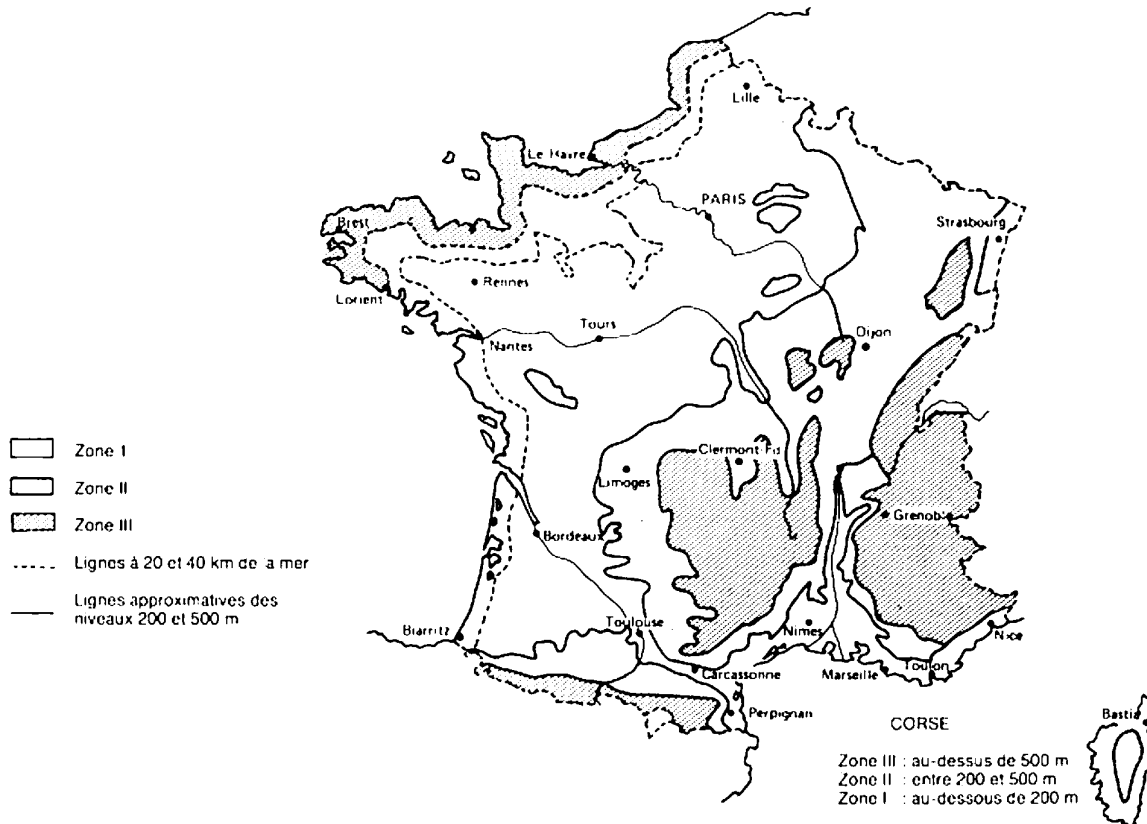 Lille
Le Havre
PARIS
Strasbourg
Brest
Rennes
Lorient
Tours
Dijon
Nantes
Zone I
Clermont-Fd
Limoges
Zone II
Grenoble
Zone III
Bordeaux
Lignes à 20 et 40 km de la mer
Lignes approximatives des
niveaux 200 et 500 m
Biarritz
Toulouse
Nîmes
Nice
Carcassonne
Marseille
Toulon
Perpignan
CORSE
Bastia
Zone III : au-dessus de 500 m
Zone II : entre 200 et 500 m
Zone I : au-dessous de 200 m